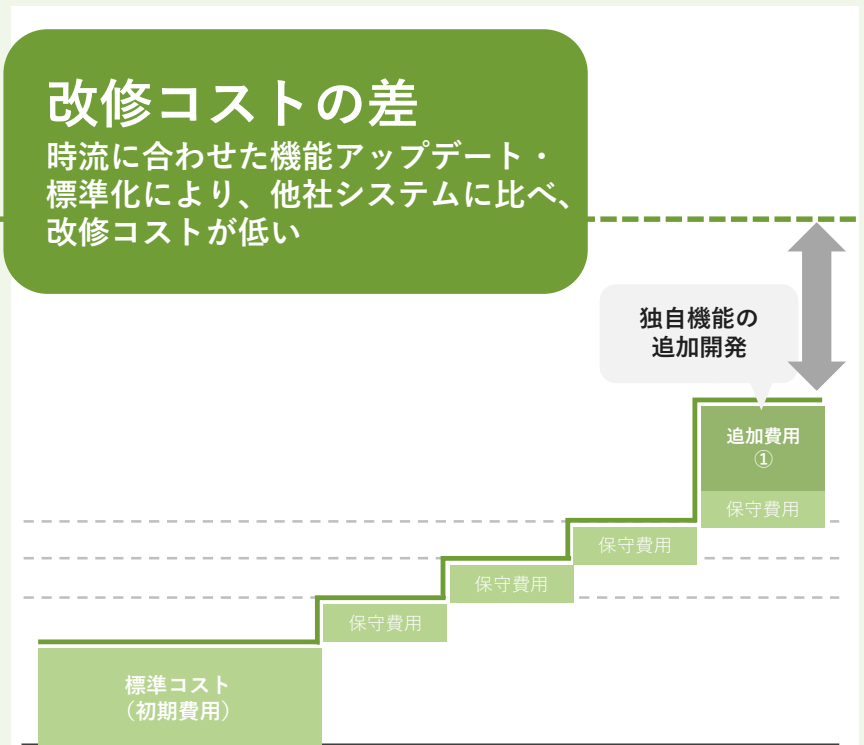 改修コストの差
時流に合わせた機能アップデート・
標準化により、他社システムに比べ、
改修コストが低い
独自機能の
追加開発
追加費用
①
保守費用
保守費用
保守費用
保守費用
標準コスト
（初期費用）